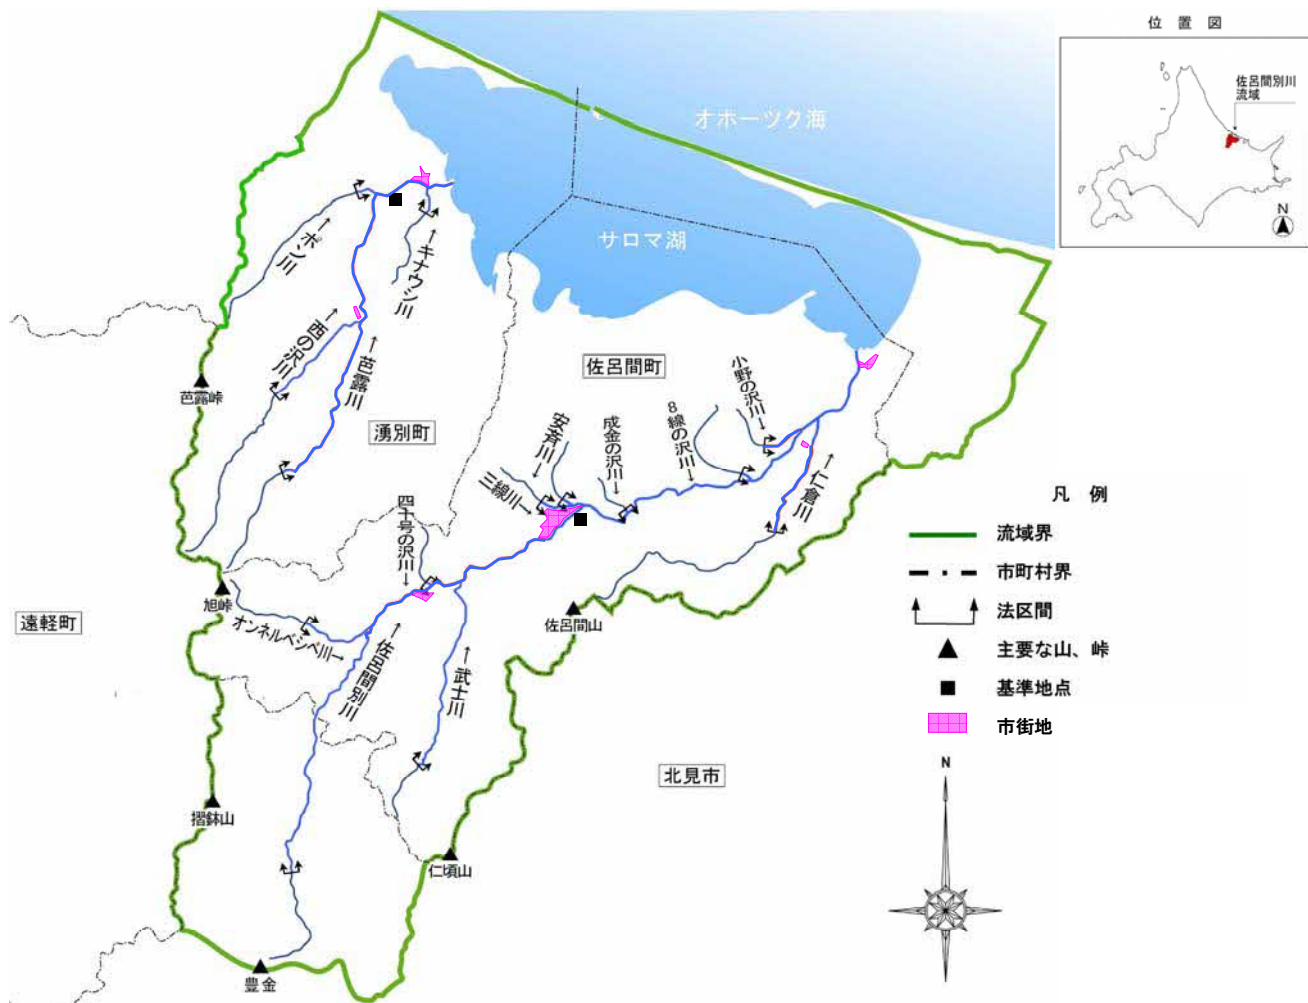 位置図
佐呂間別川
流域
N
オホーツク海
サロマ湖
→ポン川
→キナウシ川
→西の沢川
→芭露川
芭露峠
湧別町
佐呂間町
小野の沢川→
8線の沢川→
成金の沢川→
安斉川→
三線川→
→仁倉川
四十号の沢川→
旭峠
遠軽町
オンネルベシベ川→
→佐呂間別川
→武士川
佐呂間山
北見市
摺鉢山
仁頃山
豊金
凡例
流域界
市町村界
法区間
主要な山、峠
基準地点
市街地
N